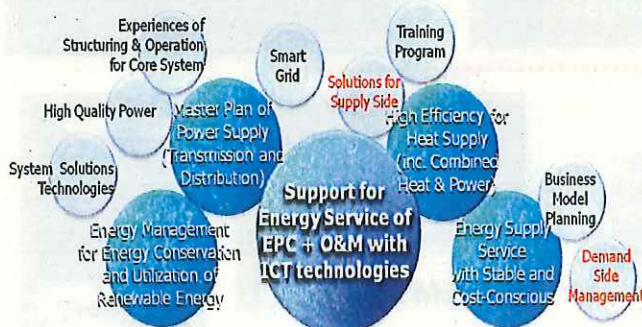 Experiences of
Structuring & Operation
for Core System
Smart
Grid
Training
Program
Solutions for
Supply Side
High Quality Power
Master Plan of
Power Supply
(Transmission and
Distribution)
High Efficiency for
Heat Supply
(inc. Combined
Heat & Power)
System Solutions
Technologies
Support for
Energy Service of
EPC + O&M with
ICT technologies
Business
Model
Planning
Energy Management
for Energy Conservation
and Utilization of
Renewable Energy
Energy Supply
Service
with Stable and
Cost-Conscious
Demand
Side
Management